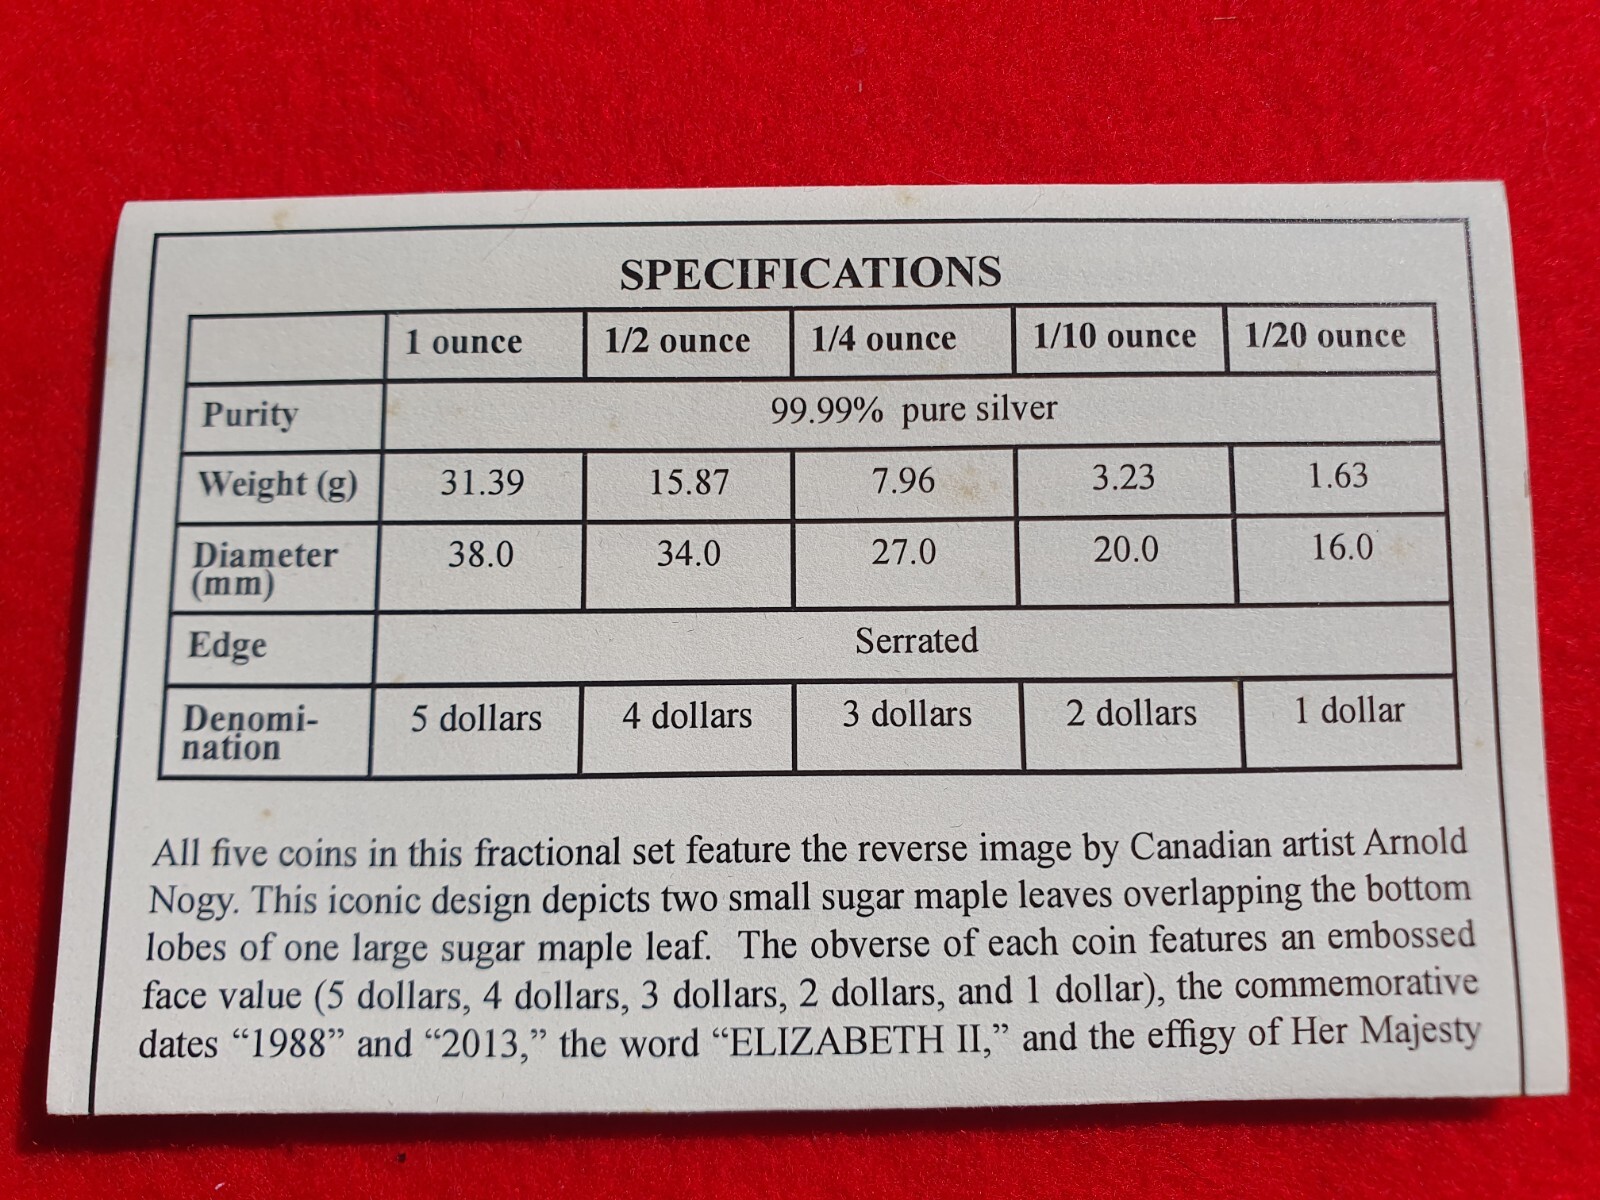 SPECIFICATIONS
1 ounce 1/2 ounce 1/4 ounce 1/10 ounce 1/20 ounce
Purity 99.99% pure silver
Weight (g) 31.39 15.87 7.96 3.23 1.63
Diameter 38.0 34.0 27.0 20.0 16.0
(mm)
Edge Serrated
Denomi- 5 dollars 4 dollars 3 dollars 2 dollars 1 dollar
nation
All five coins in this fractional set feature the reverse image by Canadian artist Arnold
Nogy. This iconic design depicts two small sugar maple leaves overlapping the bottom
lobes of one large sugar maple leaf. The obverse of each coin features an embossed
face value (5 dollars, 4 dollars, 3 dollars, 2 dollars, and 1 dollar), the commemorative
dates “1988” and “2013,” the word “ELIZABETH II,” and the effigy of Her Majesty